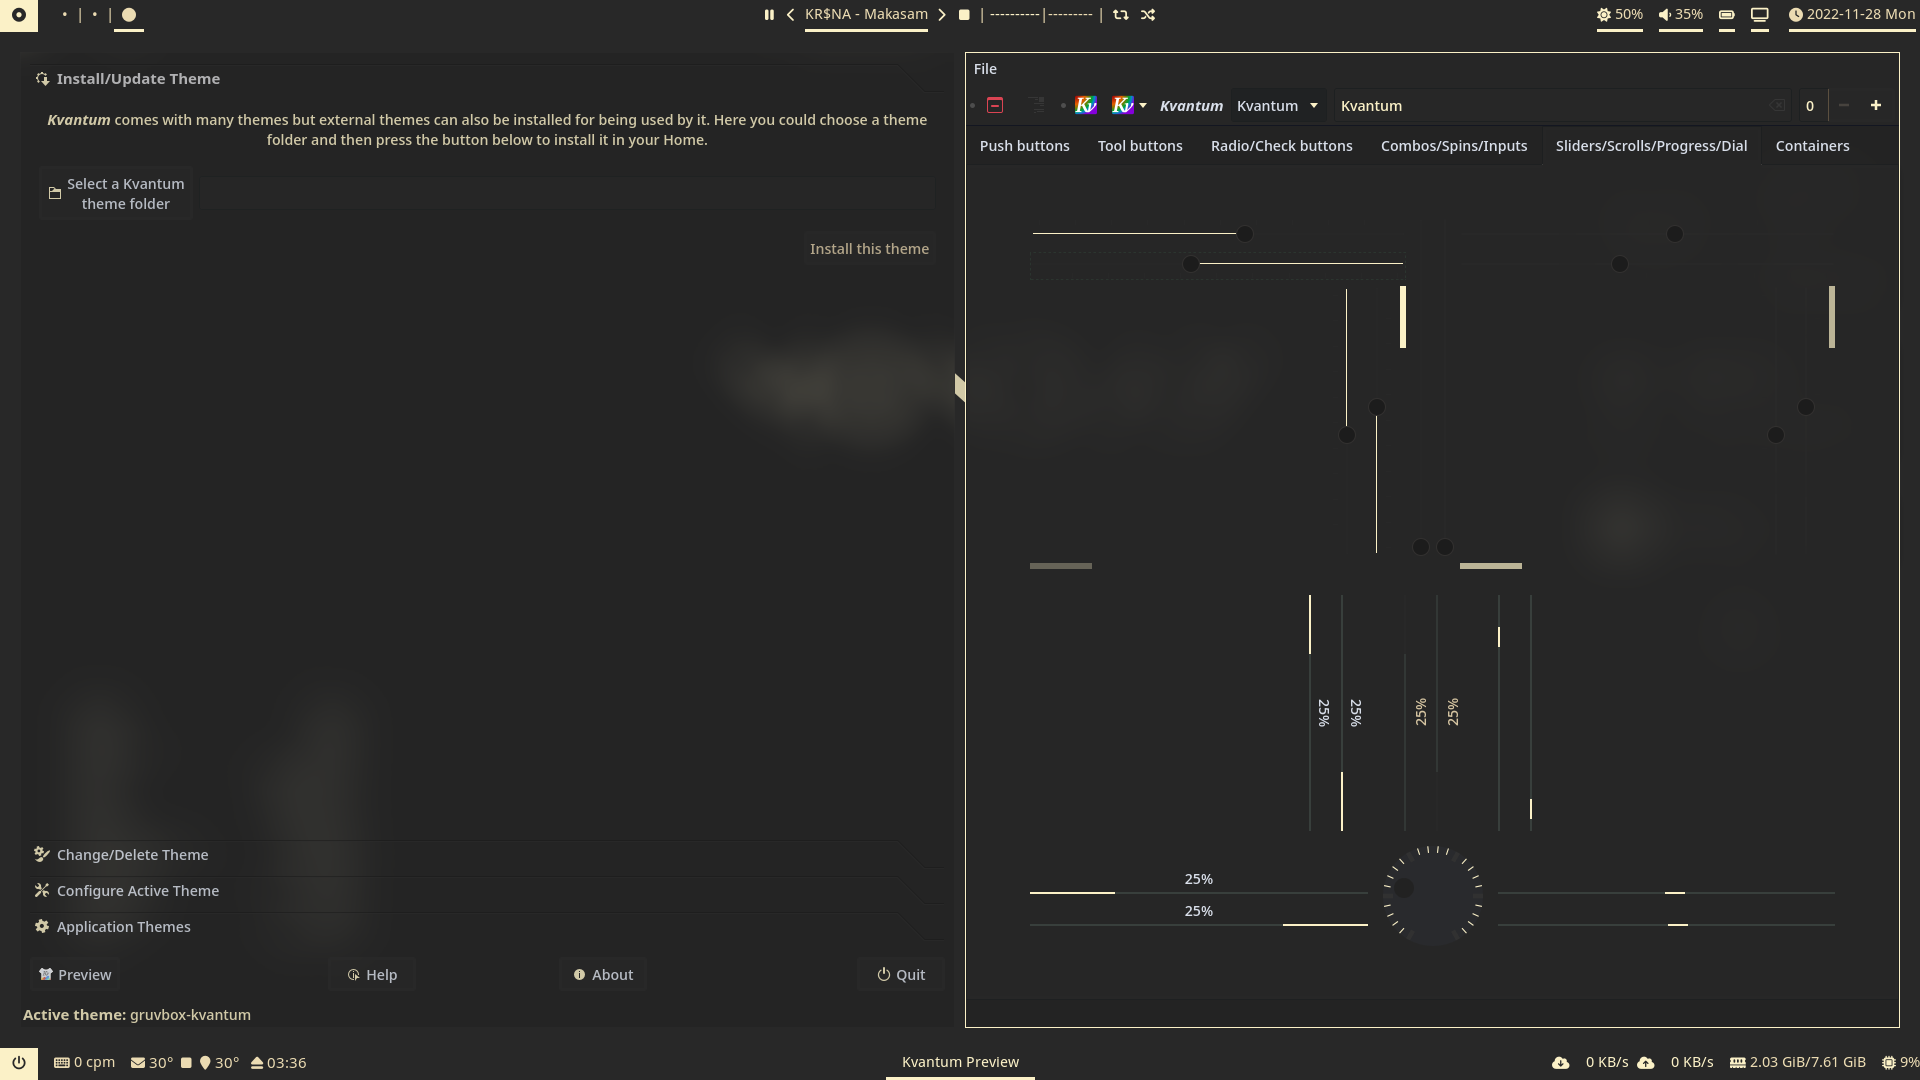 KR$NA - Makasam
| ----------|--------- |
50%
35%
2022-11-28 Mon
Install/Update Theme
Kvantum comes with many themes but external themes can also be installed for being used by it. Here you could choose a theme
folder and then press the button below to install it in your Home.
Select a Kvantum
theme folder
Install this theme
Change/Delete Theme
Configure Active Theme
Application Themes
Preview
Help
About
Quit
Active theme: gruvbox-kvantum
File
Kv
Kv
Kvantum
Kvantum
Kvantum
0
Push buttons
Tool buttons
Radio/Check buttons
Combos/Spins/Inputs
Sliders/Scrolls/Progress/Dial
Containers
25%
25%
25%
25%
25%
25%
0 cpm
30°
30°
03:36
Kvantum Preview
0 KB/s
0 KB/s
2.03 GiB/7.61 GiB
9%